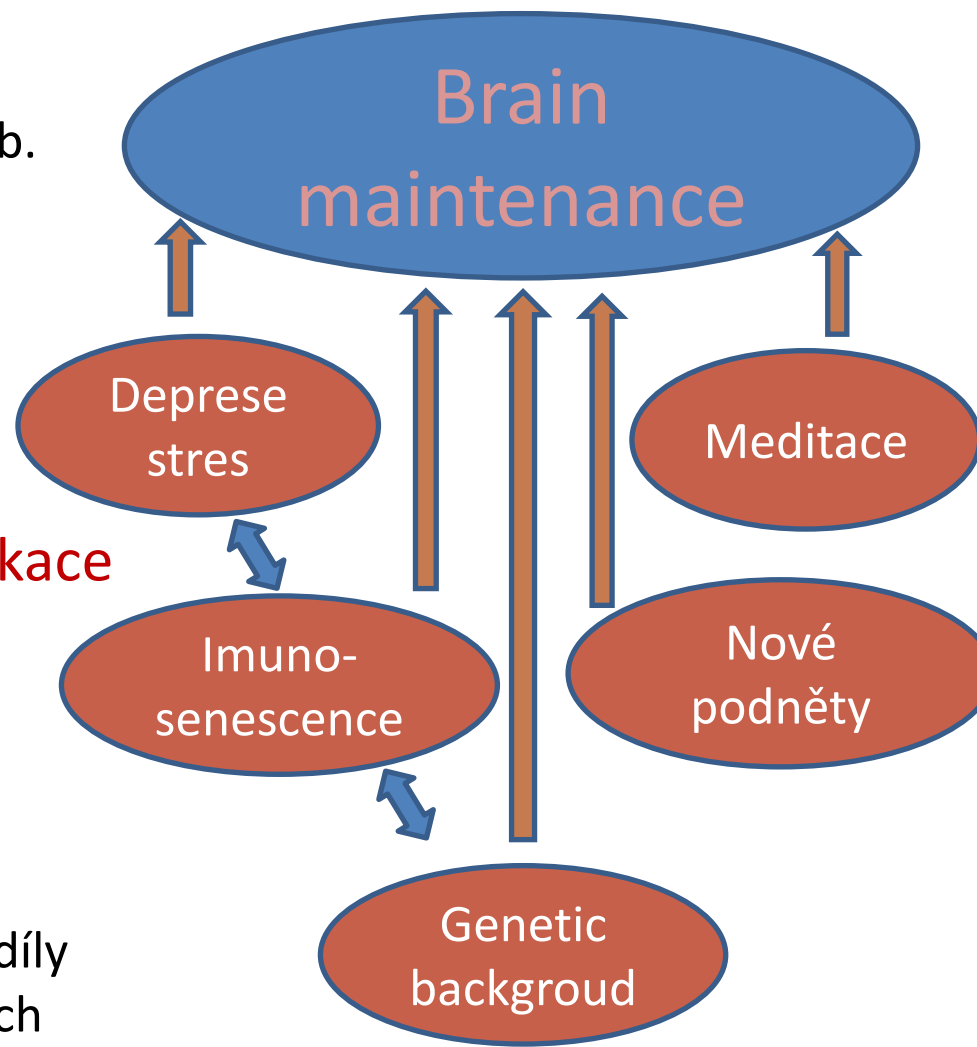 Brain
b.
maintenance
Deprese
stres
Meditace
kace
Imuno-
senescence
Nové
podněty
Genetic
backgroud
díly
ch